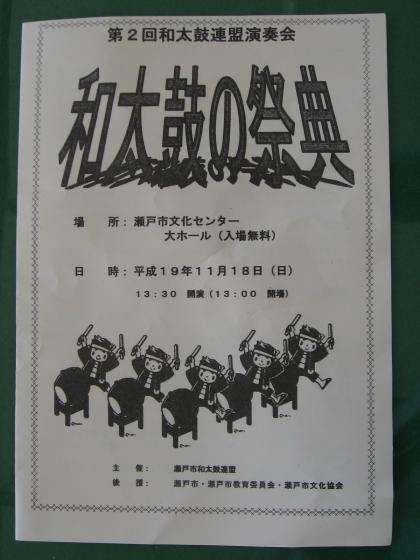 第２回和太鼓連盟演奏会
和太鼓の祭典
場　　所：瀬戸市文化センター
大ホール（入場無料）
日　　時：平成１９年１１月１８日（日）
１３：３０　開演（１３：００　開場）
主　催：　瀬戸市和太鼓連盟
後　援：　瀬戸市・瀬戸市教育委員会・瀬戸市文化協会